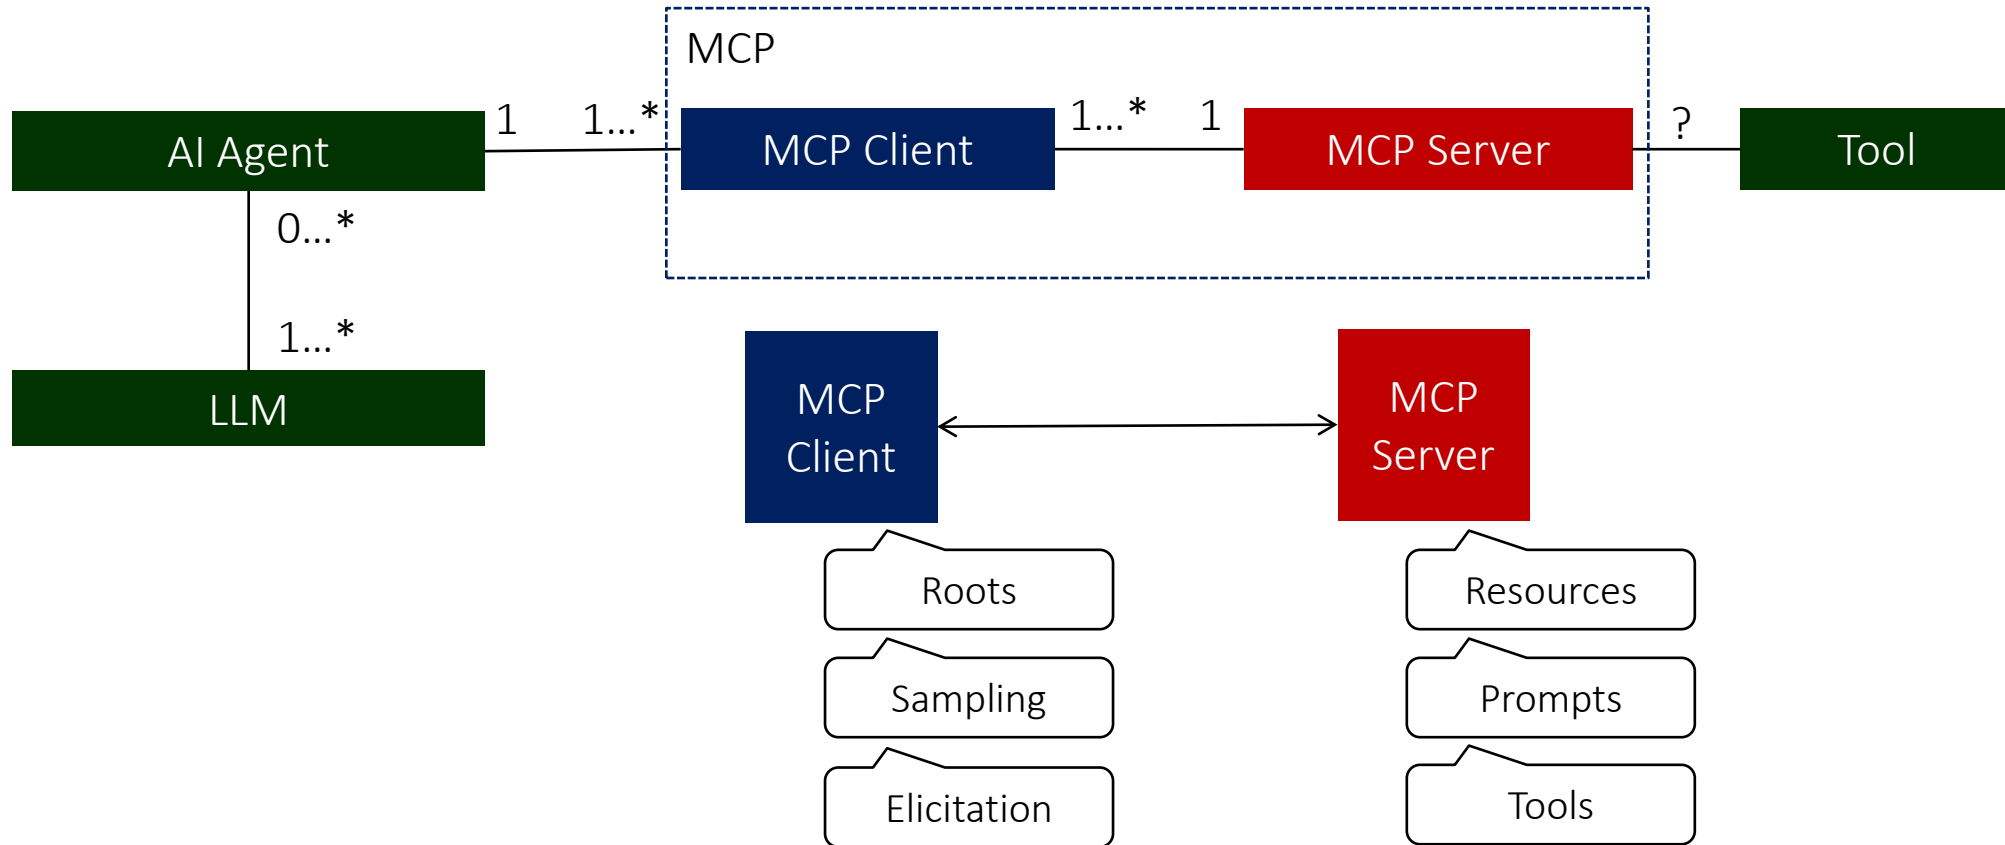 MCP
AI Agent
1
1...*
MCP Client
1...*
1
MCP Server
?
Tool
0...*
1...*
LLM
MCP
Client
MCP
Server
Roots
Resources
Sampling
Prompts
Elicitation
Tools